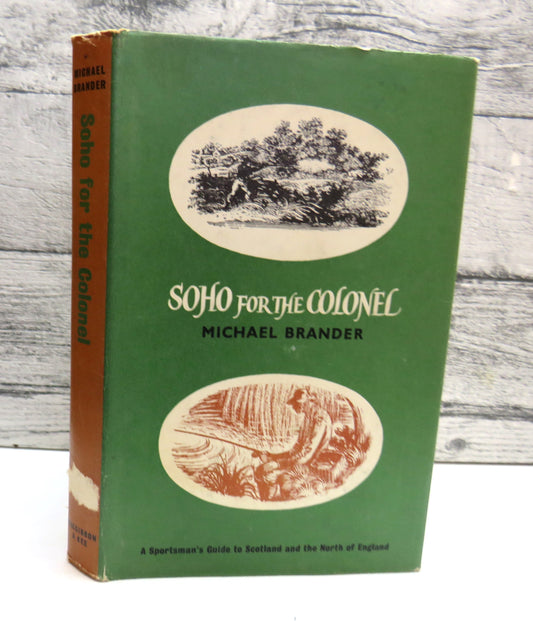 MICHAEL
BRANDER
Soho for the Colonel
& KEE
SOHO FOR THE COLONEL
MICHAEL BRANDER
A Sportsman's Guide to Scotland and the North of England